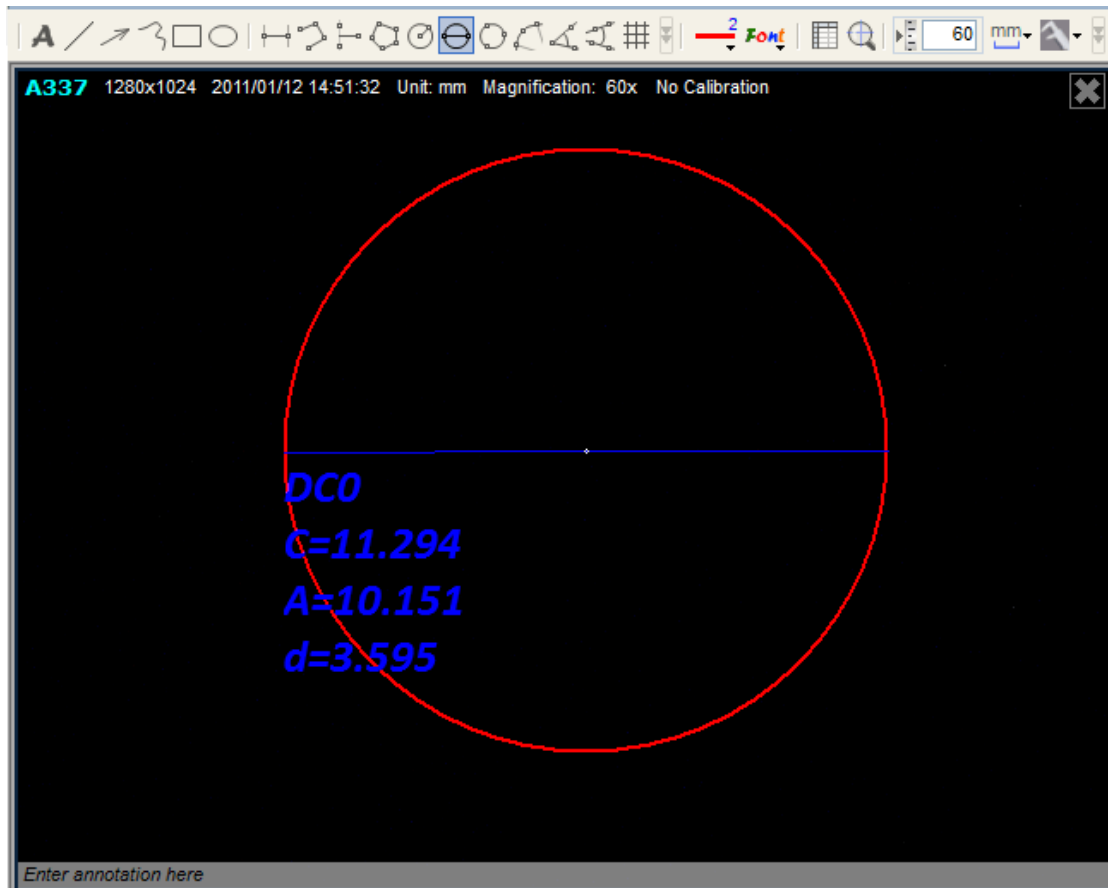 A 2 Font 60 mm
A337 1280x1024 2011/01/12 14:51:32 Unit: mm Magnification: 60x No Calibration
DC0
C=11.294
A=10.151
d=3.595
Enter annotation here